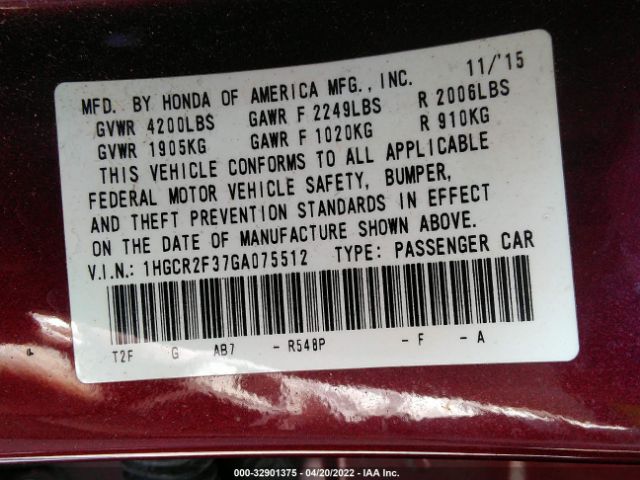 MFD. BY HONDA OF AMERICA MFG., INC. 11/'15
GVWR 4200LBS GAWR F 2249LBS R 2006LBS
GVWR 1905KG GAWR F 1020KG R 910KG
THIS VEHICLE CONFORMS TO ALL APPLICABLE
FEDERAL MOTOR VEHICLE SAFETY, BUMPER,
AND THEFT PREVENTION STANDARDS IN EFFECT
ON THE DATE OF MANUFACTURE SHOWN ABOVE.
V.I.N.: 1HGCR2F37GA075512 TYPE: PASSENGER CAR
T2F G AB7 - R548P - F - A
000-32901375 - 04/20/2022 - IAA Inc.